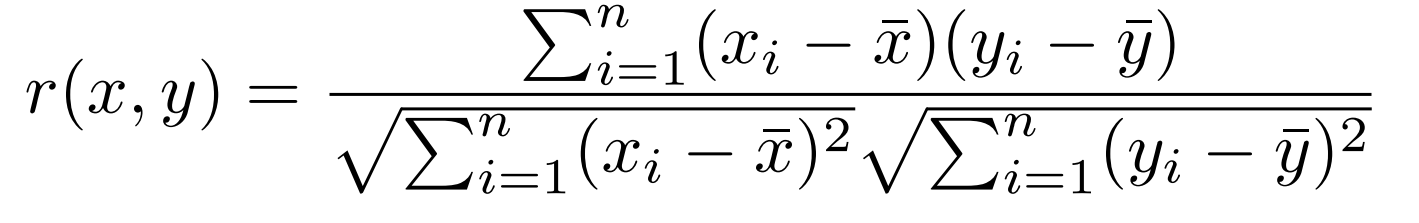 r(x, y) = \frac{\sum_{i=1}^{n}(x_i - \bar{x})(y_i - \bar{y})}{\sqrt{\sum_{i=1}^{n}(x_i - \bar{x})^2}\sqrt{\sum_{i=1}^{n}(y_i - \bar{y})^2}}